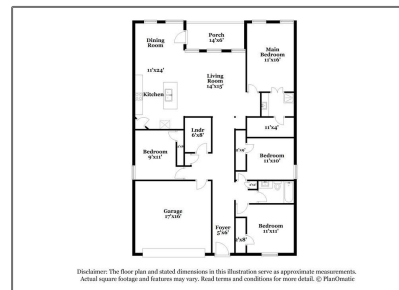 Dining
Room
Porch
14'x6'
Main
Bedroom
11'x16'
11'x24'
Living
Room
14'x15'
Kitchen
11'x4'
Lndr
6'x8'
Bedroom
9'x11'
Bedroom
11'x10'
Garage
17'x16'
Foyer
5'x6'
Bedroom
11'x11'
2'x8'
Disclaimer: The floor plan and stated dimensions in this illustration serve as approximate measurements.
Actual square footage and features may vary. Read terms and conditions for more detail. © PlanOmatic